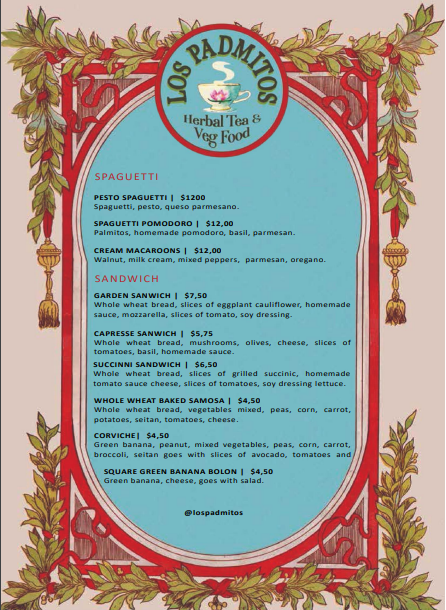 LOS PADMITOS
Herbal Tea &
Veg Food
SPAGUETTI
PESTO SPAGUETTI | $1200
Spaguetti, pesto, queso parmesano.
SPAGUETTI POMODORO | $12,00
Palmitos, homemade pomodoro, basil, parmesan.
CREAM MACAROONS | $12,00
Walnut, milk cream, mixed peppers, parmesan, oregano.
SANDWICH
GARDEN SANWICH | $7,50
Whole wheat bread, slices of eggplant cauliflower, homemade
sauce, mozzarella, slices of tomato, soy dressing.
CAPRESSE SANWICH | $5,75
Whole wheat bread, mushrooms, olives, cheese, slices of
tomatoes, basil, homemade sauce.
SUCCINNI SANDWICH | $6,50
Whole wheat bread, slices of grilled succinic, homemade
tomato sauce cheese, slices of tomatoes, soy dressing lettuce.
WHOLE WHEAT BAKED SAMOSA | $4,50
Whole wheat bread, vegetables mixed, peas, corn, carrot,
potatoes, seitan, tomatoes, cheese.
CORVICHE| $4,50
Green banana, peanut, mixed vegetables, peas, corn, carrot,
broccoli, seitan goes with slices of avocado, tomatoes and
SQUARE GREEN BANANA BOLON | $4,50
Green banana, cheese, goes with salad.
@lospadmitos